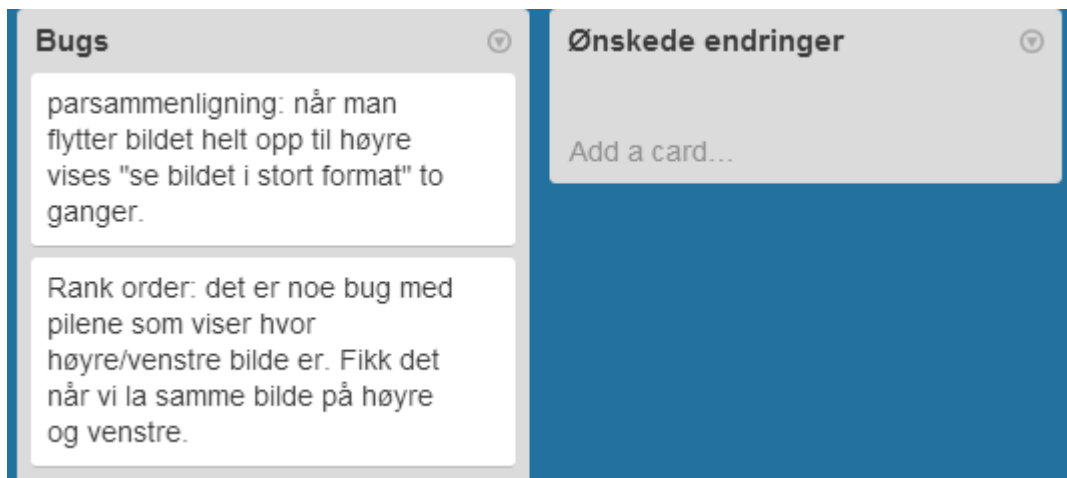 Bugs
parsammenligning: når man
flytter bildet helt opp til høyre
vises "se bildet i stort format" to
ganger.
Rank order: det er noe bug med
pilene som viser hvor
høyre/venstre bilde er. Fikk det
når vi la samme bilde på høyre
og venstre.
Ønskede endringer
Add a card...